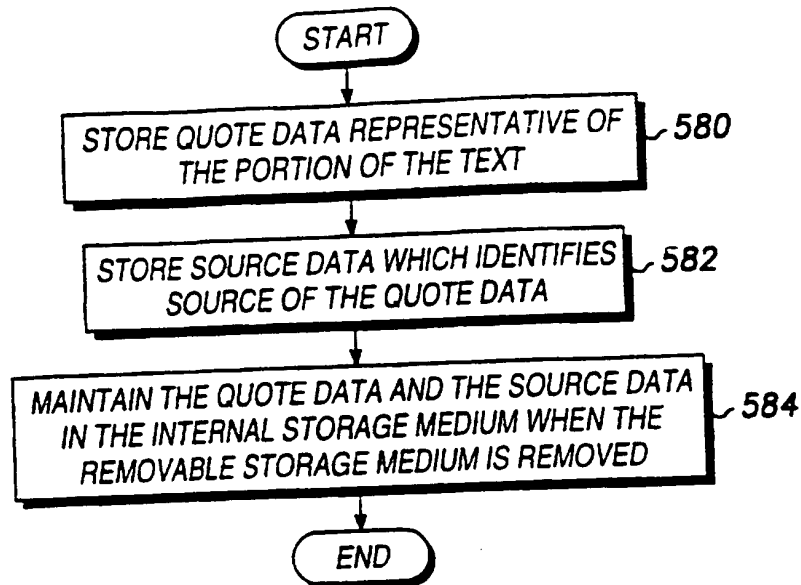 START
STORE QUOTE DATA REPRESENTATIVE OF
THE PORTION OF THE TEXT
580
STORE SOURCE DATA WHICH IDENTIFIES
SOURCE OF THE QUOTE DATA
582
MAINTAIN THE QUOTE DATA AND THE SOURCE DATA
IN THE INTERNAL STORAGE MEDIUM WHEN THE
REMOVABLE STORAGE MEDIUM IS REMOVED
584
END